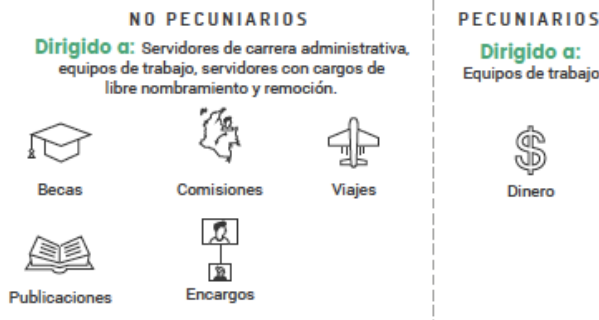 NO PECUNIARIOS
Dirigido a: Servidores de carrera administrativa,
equipos de trabajo, servidores con cargos de
libre nombramiento y remoción.
Becas
Comisiones
Viajes
Publicaciones
Encargos
PECUNIARIOS
Dirigido a:
Equipos de trabajo
$
Dinero